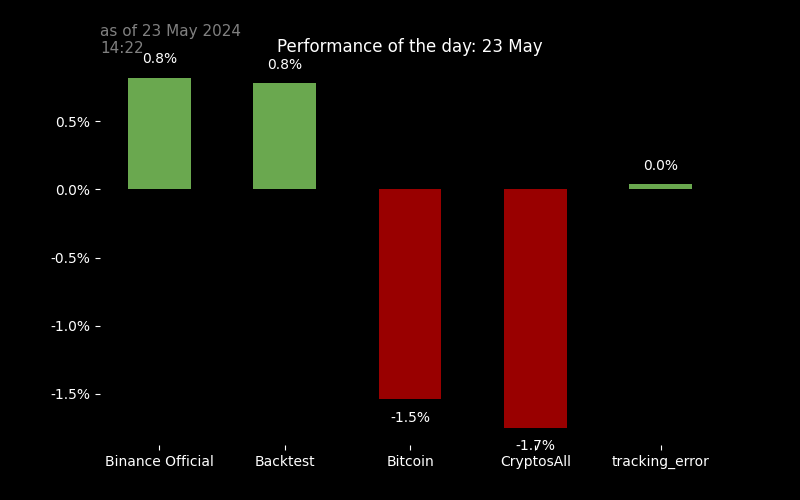 as of 23 May 2024
14:22
Performance of the day: 23 May
0.8%
0.8%
0.5%
0.0%
0.0%
-0.5%
-1.0%
-1.5%
-1.5%
-1.7%
Binance Official
Backtest
Bitcoin
CryptosAll
tracking_error